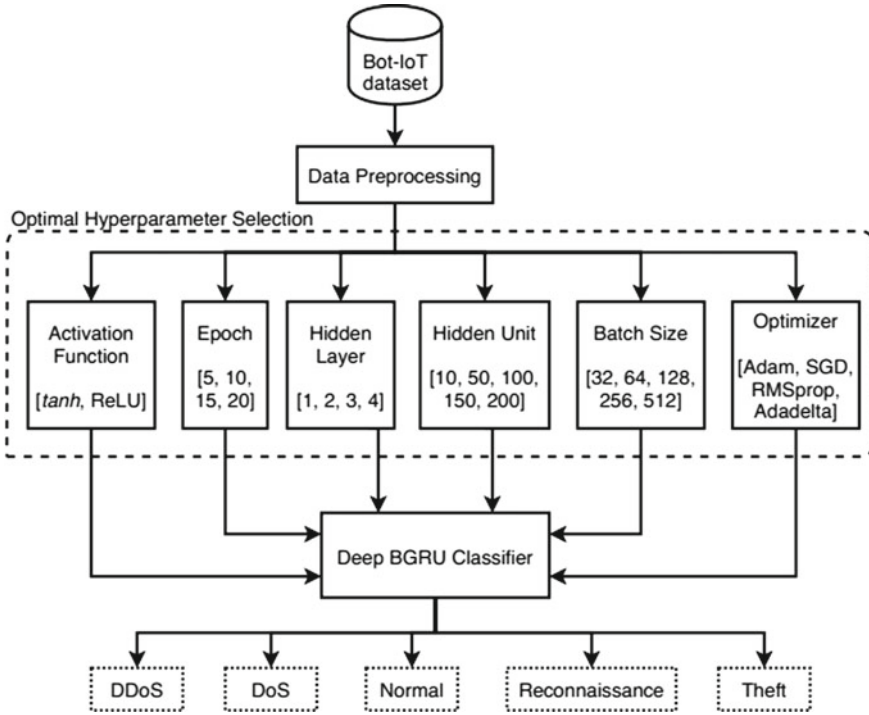 Bot-IoT
dataset
Data Preprocessing
Optimal Hyperparameter Selection
Activation
Function
[tanh, ReLU]
Epoch
[5, 10,
15, 20]
Hidden
Layer
[1, 2, 3, 4]
Hidden Unit
[10, 50, 100,
150, 200]
Batch Size
[32, 64, 128,
256, 512]
Optimizer
[Adam, SGD,
RMSprop,
Adadelta]
Deep BGRU Classifier
DDoS
DoS
Normal
Reconnaissance
Theft